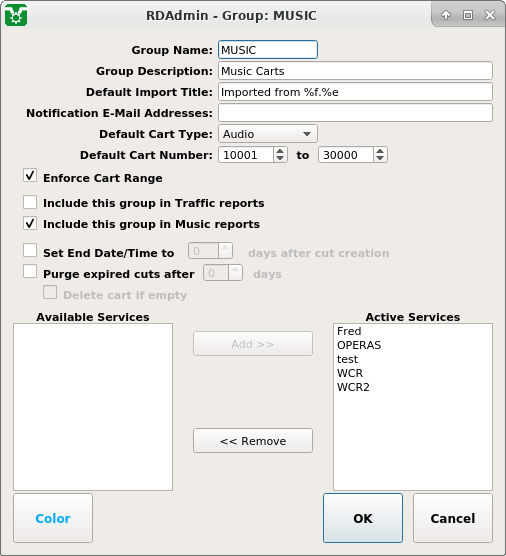 RDAdmin - Group: MUSIC
Group Name: MUSIC
Group Description: Music Carts
Default Import Title: Imported from %f.%e
Notification E-Mail Addresses:
Default Cart Type: Audio
Default Cart Number: 10001 to 30000
Enforce Cart Range
Include this group in Traffic reports
Include this group in Music reports
Set End Date/Time to 0 days after cut creation
Purge expired cuts after 0 days
Delete cart if empty
Available Services Active Services
Fred
OPERAS
test
WCR
WCR2
Add >>
<< Remove
Color OK Cancel